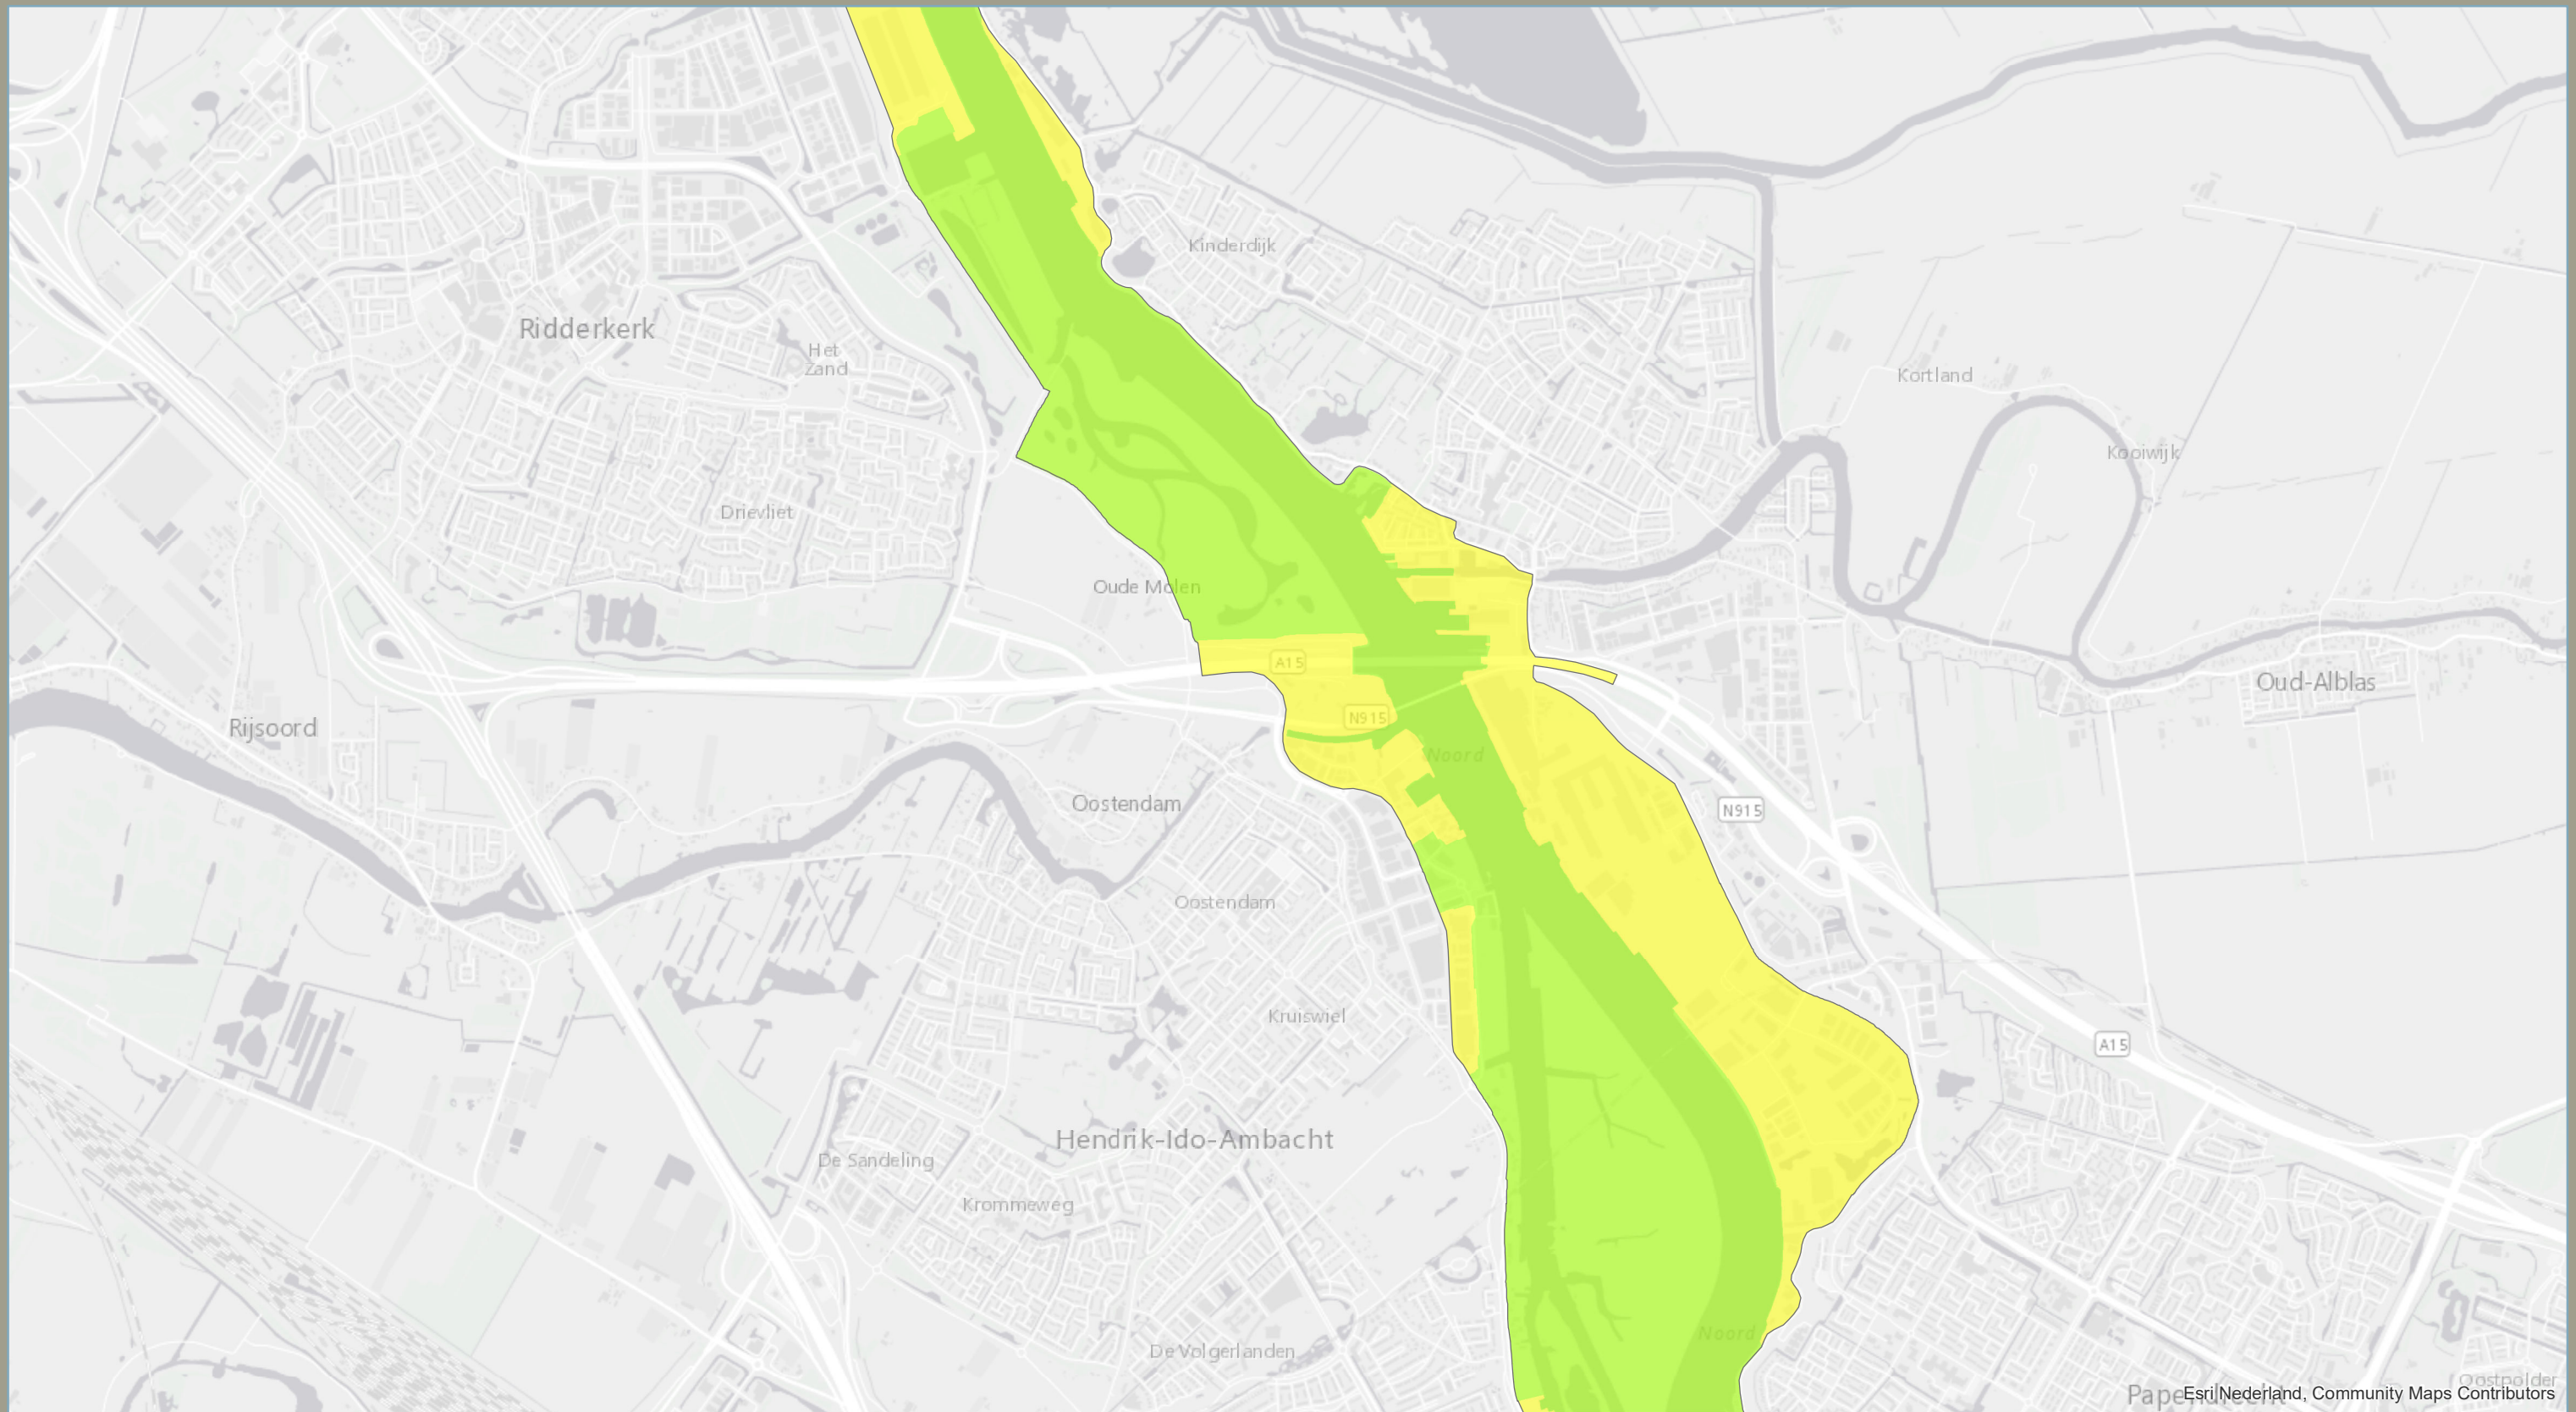 Kinderdijk
Ridderkerk
Het
Zand
Kortland
Kooiwijk
Drievliet
Oude Molen
A15
Oud-Alblas
N915
Rijsoord
Noord
Oostendam
N915
Oostendam
Kruiswiel
A15
Hendrik-Ido-Ambacht
De Sandeling
Krommeweg
Noord
De Volgerlanden
Oostpolder
Papendrecht
Esri Nederland, Community Maps Contributors